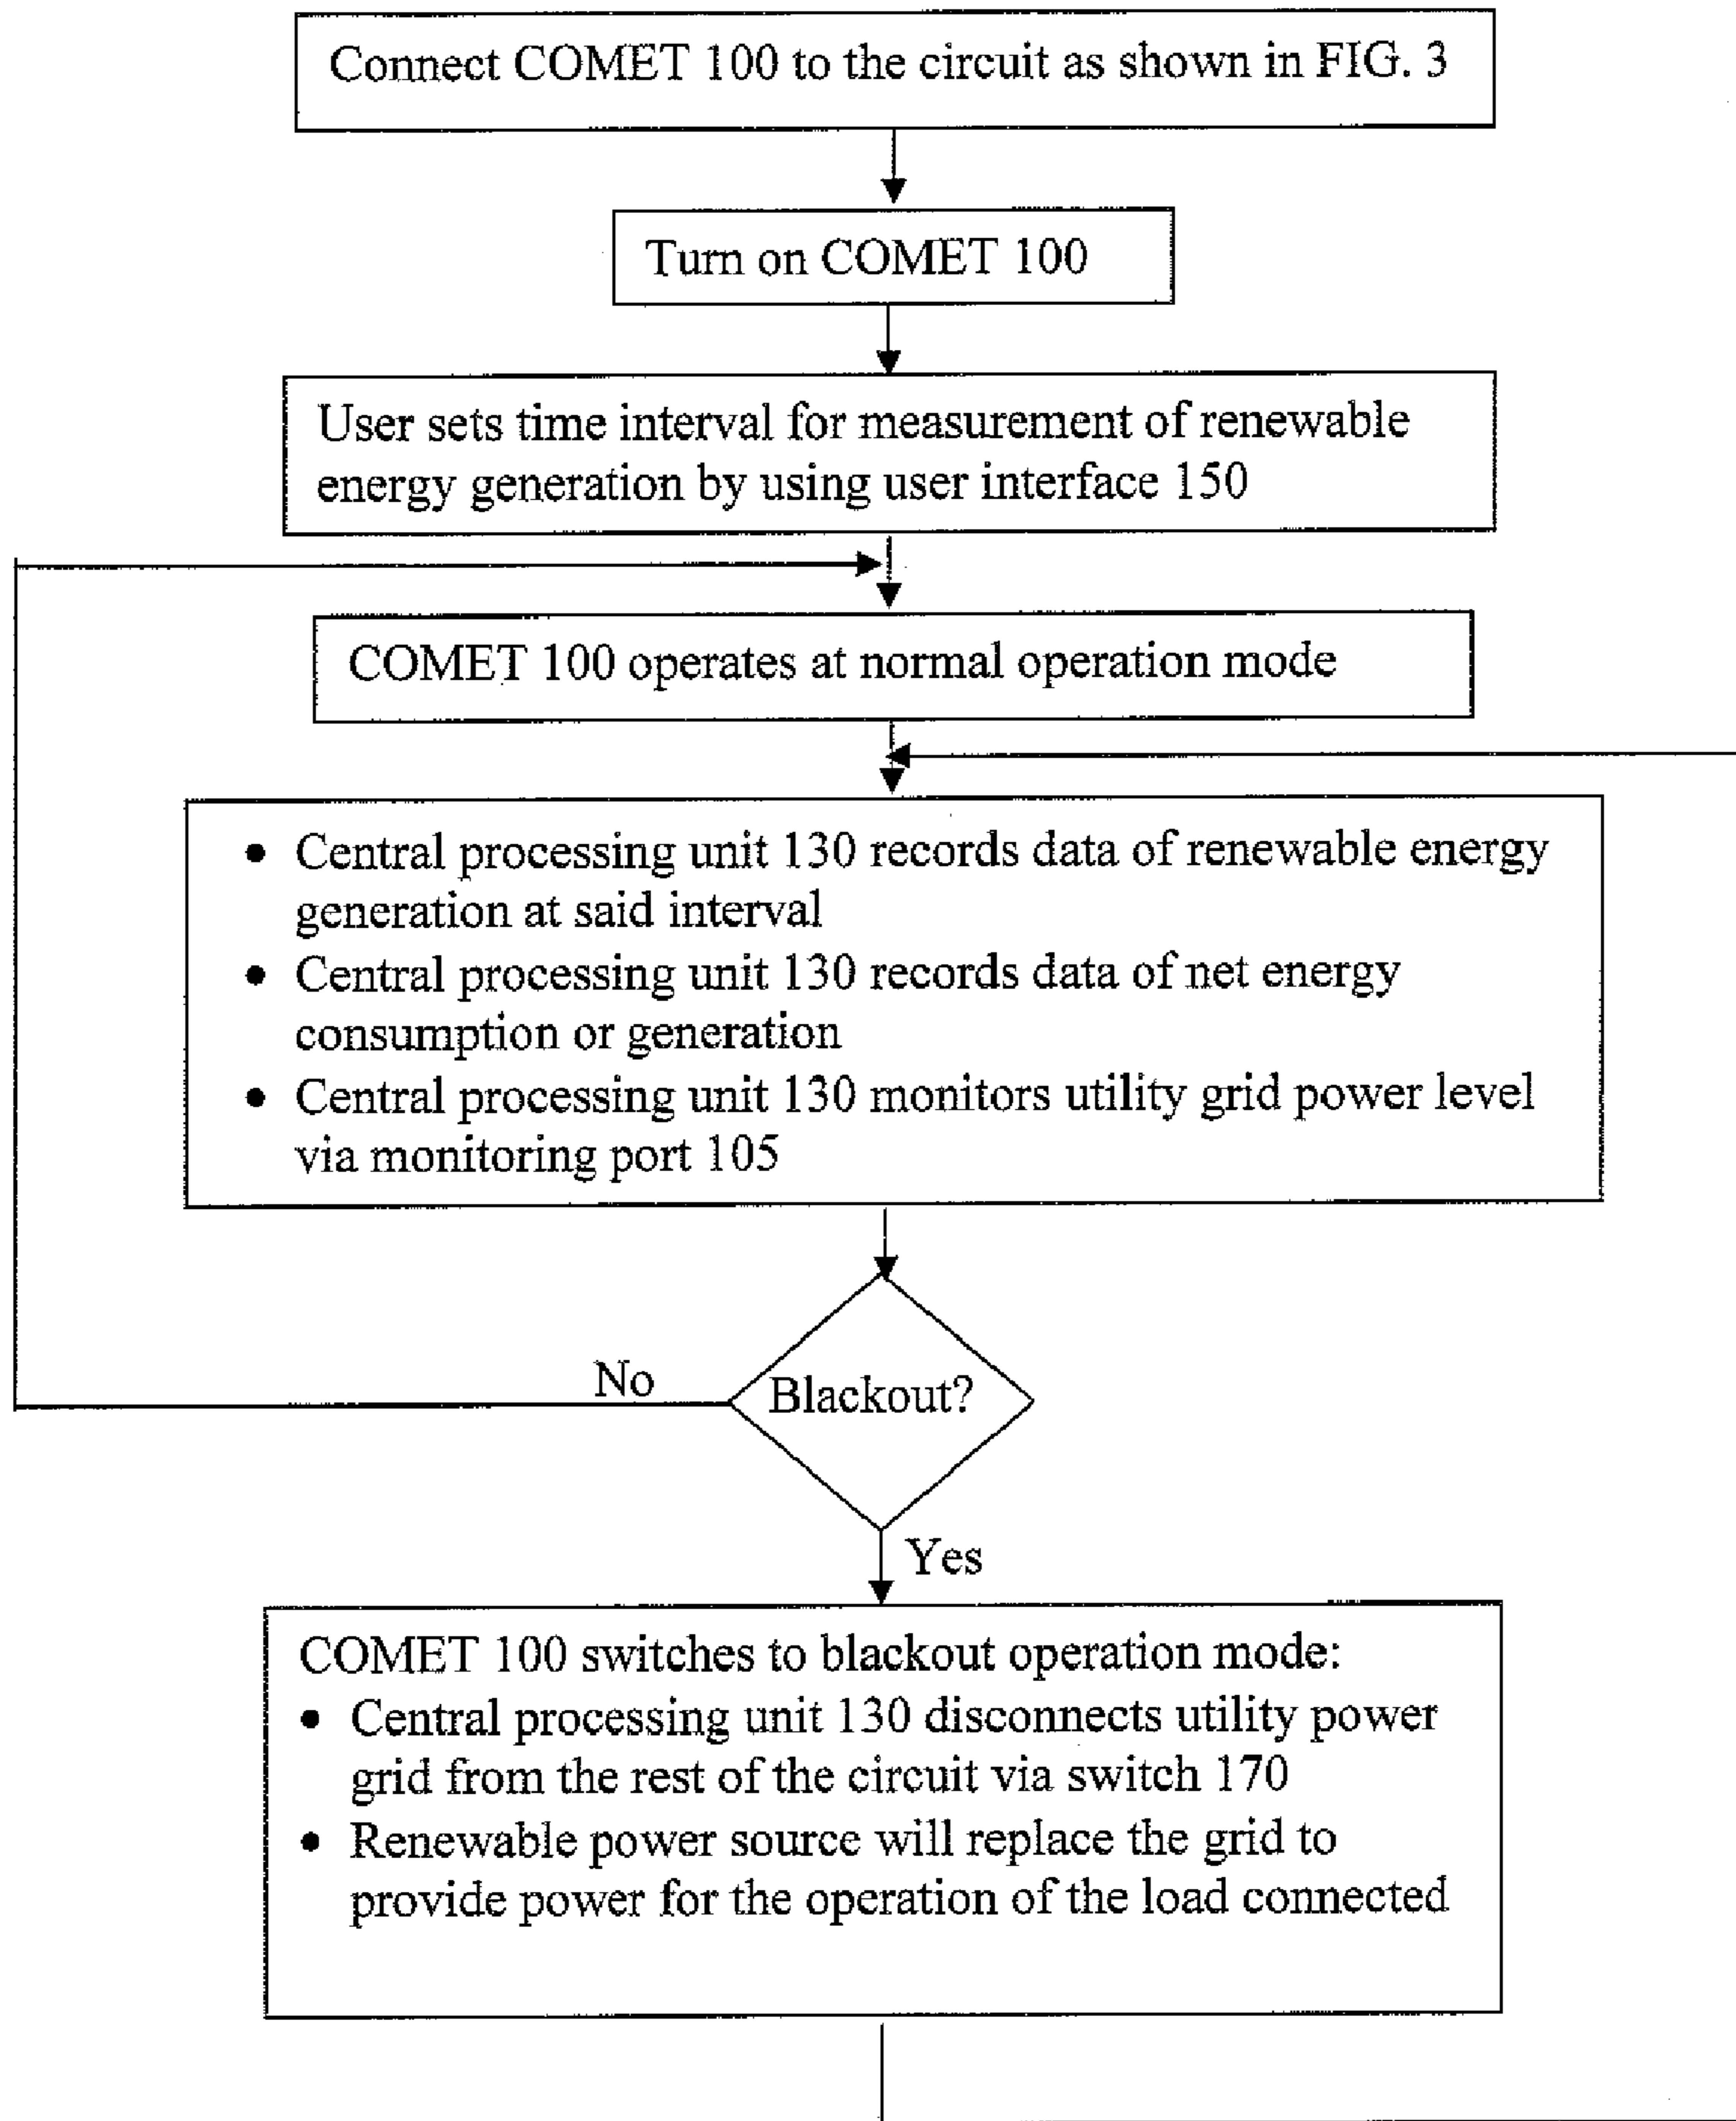 Connect COMET 100 to the circuit as shown in FIG. 3
Turn on COMET 100
User sets time interval for measurement of renewable
energy generation by using user interface 150
COMET 100 operates at normal operation mode
• Central processing unit 130 records data of renewable energy
generation at said interval
• Central processing unit 130 records data of net energy
consumption or generation
• Central processing unit 130 monitors utility grid power level
via monitoring port 105
No
Blackout?
Yes
COMET 100 switches to blackout operation mode:
• Central processing unit 130 disconnects utility power
grid from the rest of the circuit via switch 170
• Renewable power source will replace the grid to
provide power for the operation of the load connected